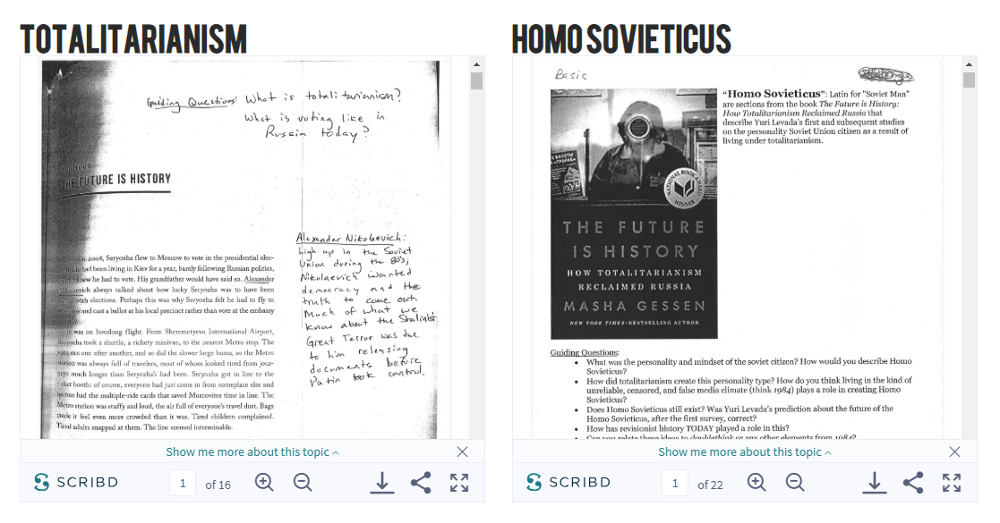 TOTALITARIANISM
Guiding Questions: What is totalitarianism?
What is voting like in
Russia today?
THE FUTURE IS HISTORY
Alexander Nikolaevich:
high up in the Soviet
Union during the 80's;
Nikolaevich wanted
democracy and the
truth to come out.
Much of what we
know about the Stalinist
Great Terror was due
to him releasing
documents before
Putin took control.
2008, Seryozha flew to Moscow to vote in the presidential elec-
had been living in Kiev for a year, barely following Russian politics,
knew he had to vote. His grandfather would have said so. Alexander
always talked about how lucky Seryozha was to have been
with elections. Perhaps this was why Seryozha felt he had to fly to
and cast a ballot at his local precinct rather than vote at the embassy
It was an hourlong flight. From Sheremetyevo International Airport,
Seryozha took a shuttle, a rickety minivan, to the nearest Metro stop. The
vans ran one after another, and so did the slower large buses, so the Metro
station was always full of travelers, most of whom looked tired from jour-
neys much longer than Seryozha's had been. Seryozha got in line to the
ticket booth: of course, everyone had just come in from someplace else and
no one had the multiple-ride cards that saved Muscovites time in line. The
Metro station was stuffy and loud, the air full of everyone's travel dust. Bags
made it feel even more crowded than it was. Tired children complained.
Tired adults snapped at them. The line seemed interminable.
Show me more about this topic
SCRIBD
1 of 16
HOMO SOVIETICUS
Basic
"Homo Sovieticus": Latin for "Soviet Man"
are sections from the book The Future is History:
How Totalitarianism Reclaimed Russia that
describe Yuri Levada's first and subsequent studies
on the personality Soviet Union citizen as a result of
living under totalitarianism.
NATIONAL BOOK AWARD
WINNER
THE FUTURE
IS HISTORY
HOW TOTALITARIANISM
RECLAIMED RUSSIA
MASHA GESSEN
NEW YORK TIMES-BESTSELLING AUTHOR
Guiding Questions:
• What was the personality and mindset of the soviet citizen? How would you describe Homo
Sovieticus?
• How did totalitarianism create this personality type? How do you think living in the kind of
unreliable, censored, and false media climate (think 1984) plays a role in creating Homo
Sovieticus?
• Does Homo Sovieticus still exist? Was Yuri Levada's prediction about the future of the
Homo Sovieticus, after the first survey, correct?
• How has revisionist history TODAY played a role in this?
• Can you relate these ideas to doublethink or any other elements from 1984?
Show me more about this topic
SCRIBD
1 of 22